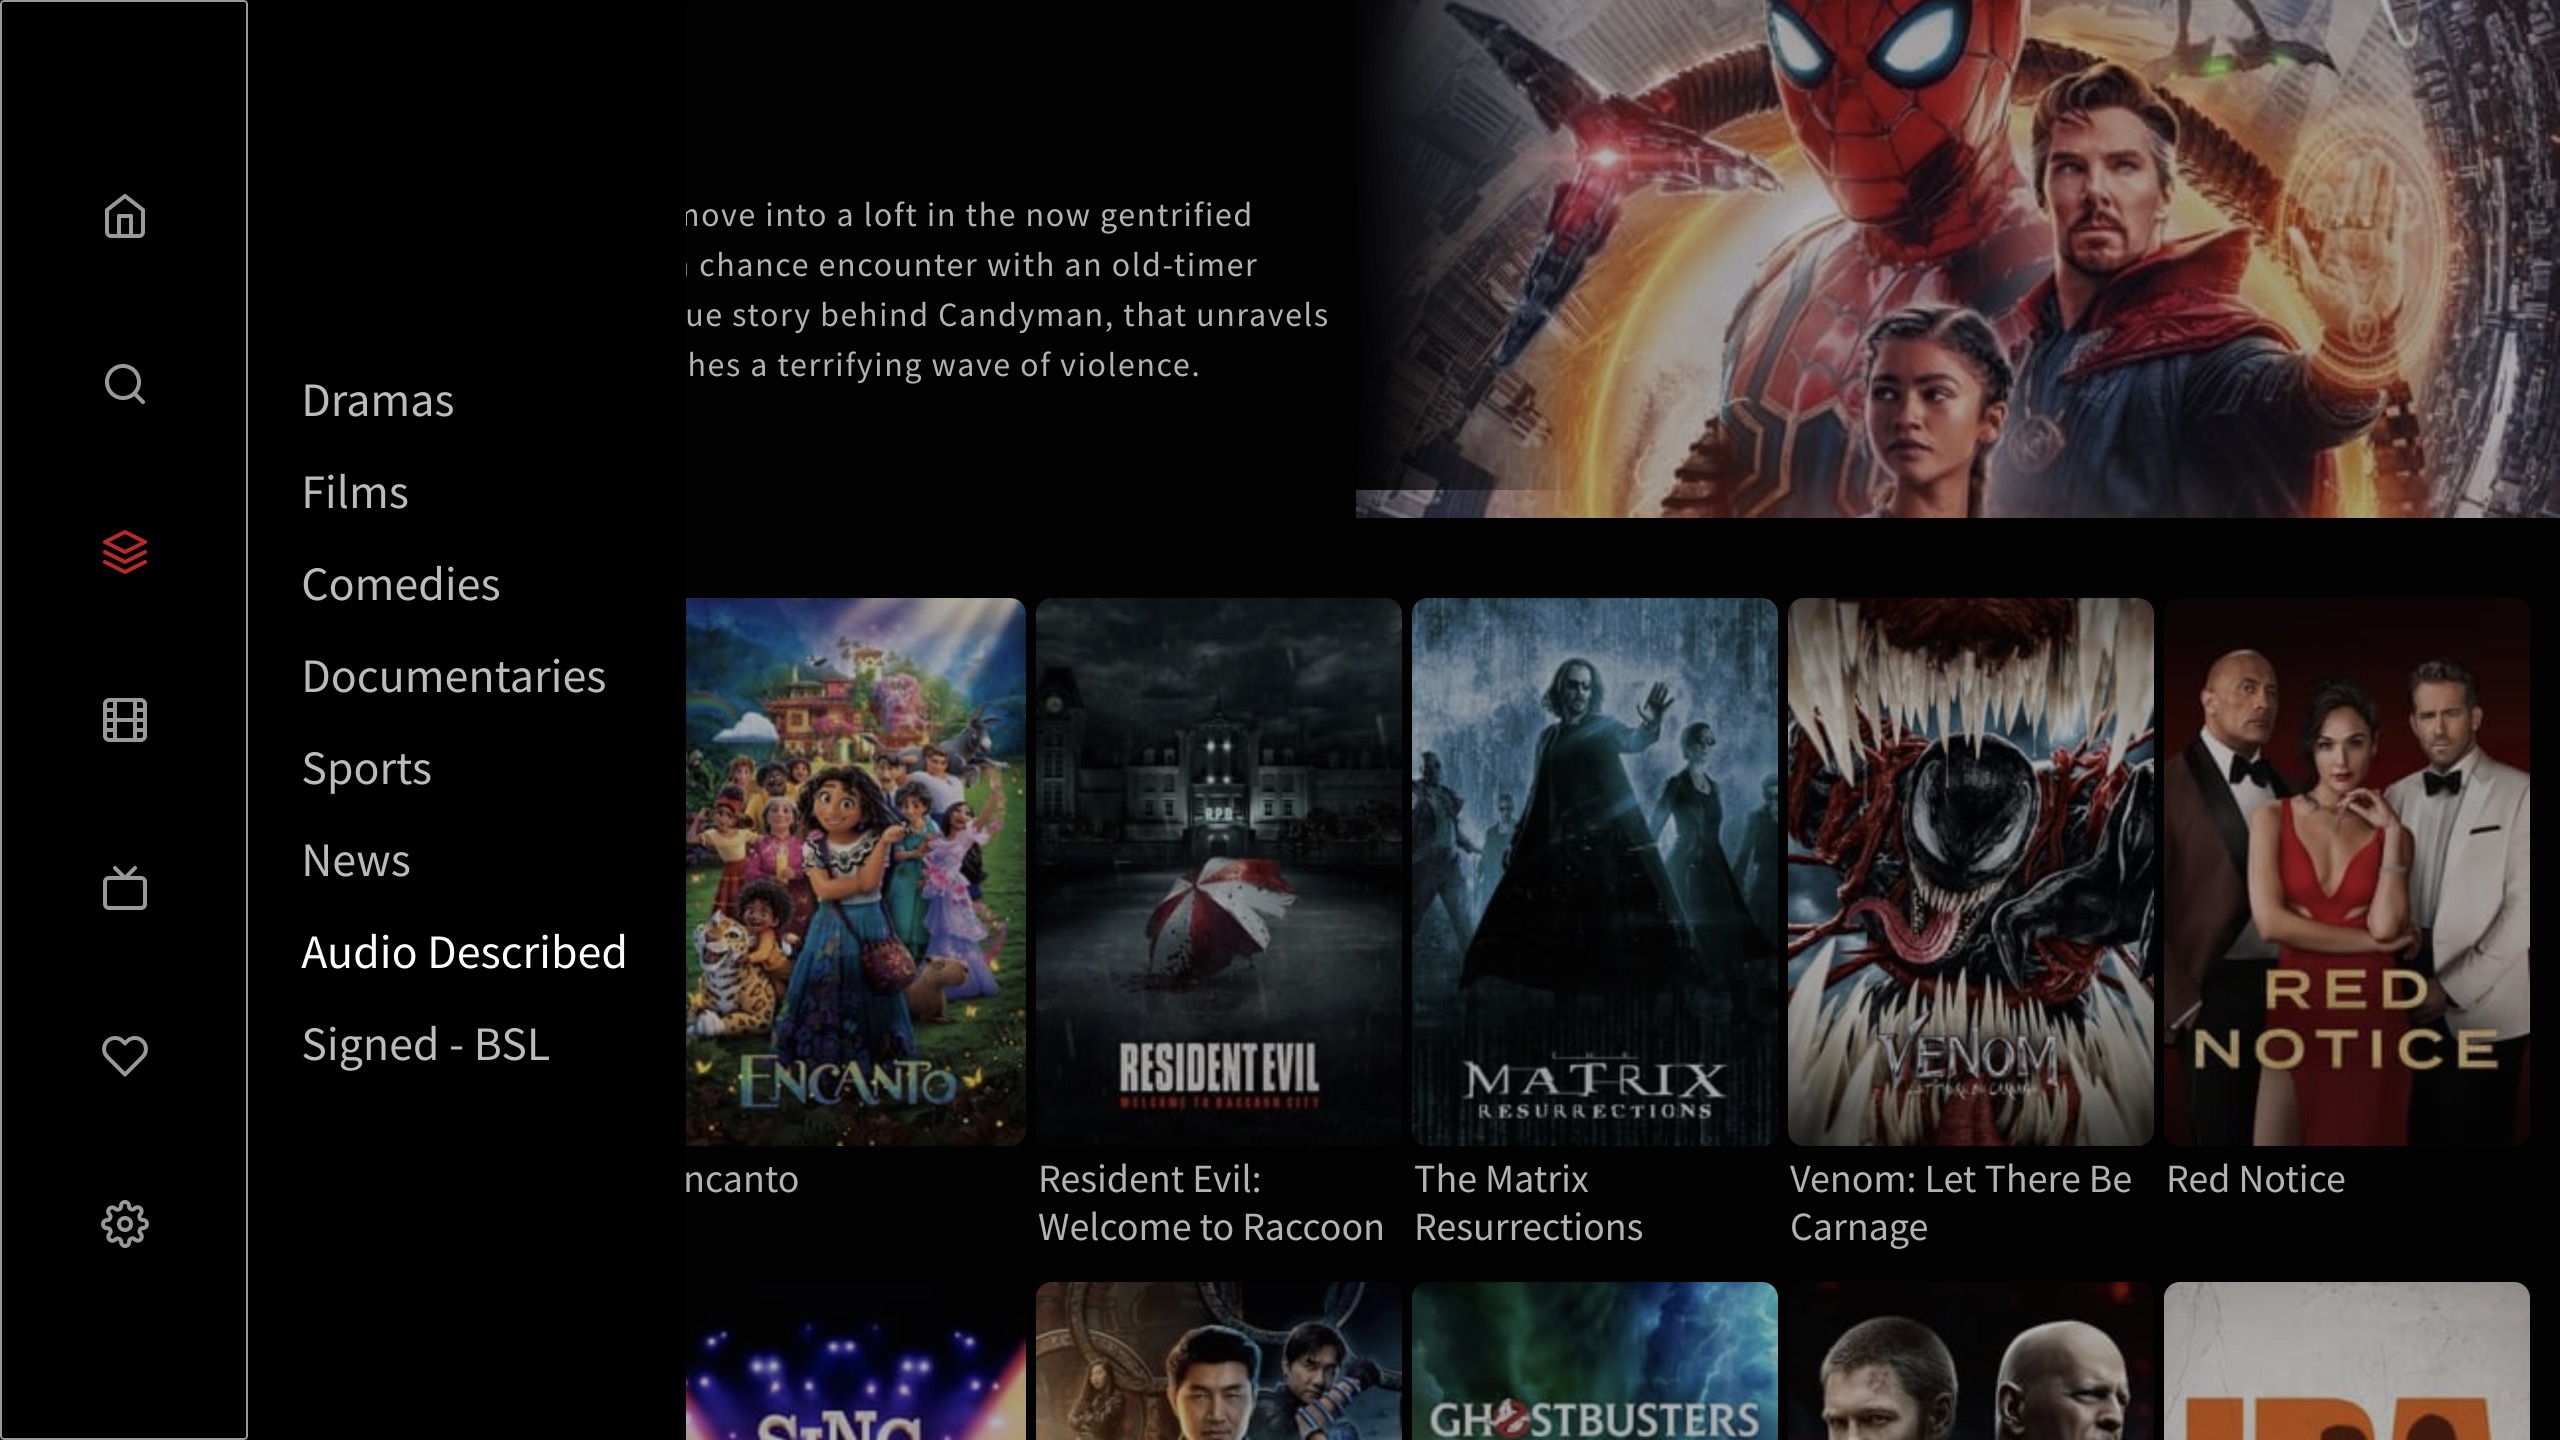 move into a loft in the now gentrified
chance encounter with an old-timer
ue story behind Candyman, that unravels
hes a terrifying wave of violence.
Dramas
Films
Comedies
Documentaries
Sports
News
Audio Described
Signed - BSL
ENCANTO
R.P.D
RESIDENT EVIL
WELCOME TO RACCOON CITY
THE
MATRIX
RESURRECTIONS
VENOM
LET THERE BE CARNAGE
RED
NOTICE
ncanto
Resident Evil:
Welcome to Raccoon
The Matrix
Resurrections
Venom: Let There Be
Carnage
Red Notice
SING
GHOSTBUSTERS